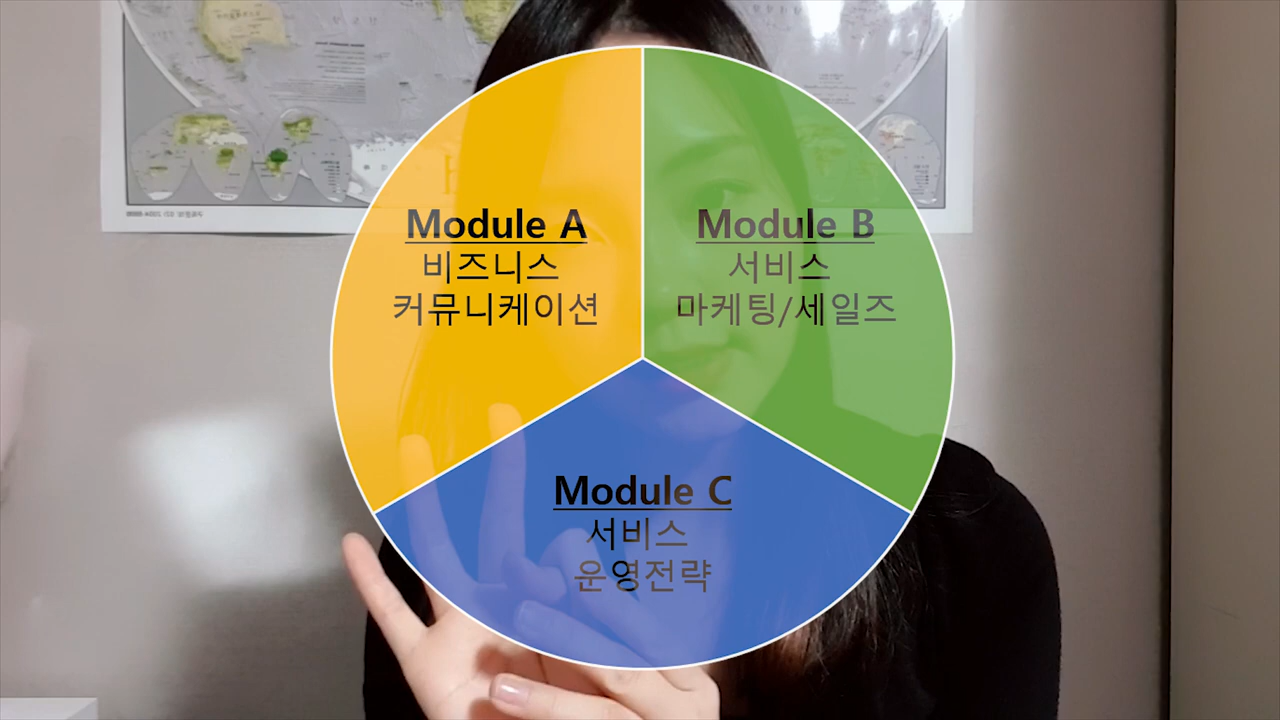 Module A
비즈니스
커뮤니케이션
Module B
서비스
마케팅/세일즈
Module C
서비스
운영전략